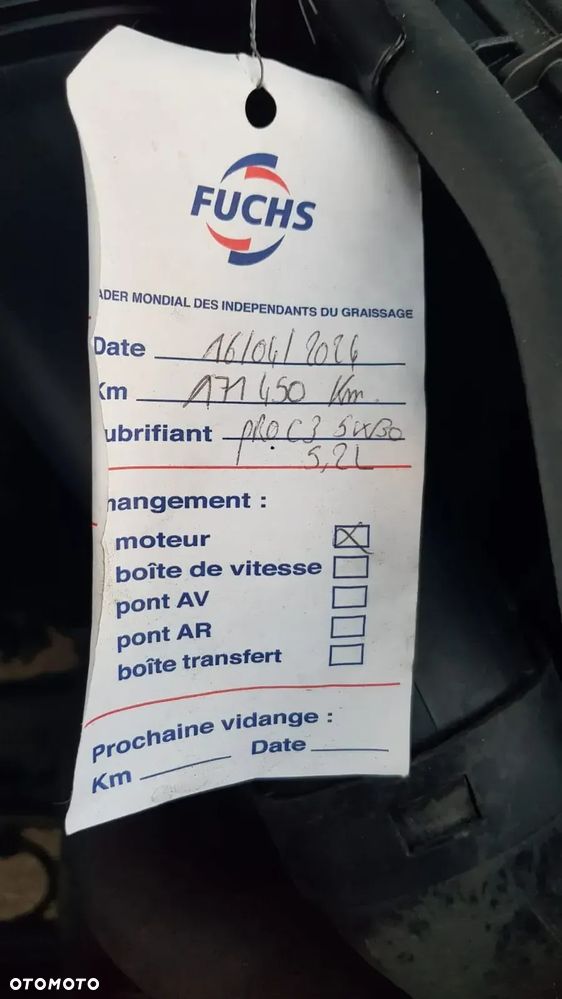 FUCHS
ADER MONDIAL DES INDEPENDANTS DU GRAISSAGE
Date 16/04/2024
Km 171 450 Km
ubrifiant PRO C3 5W30
5,2L
hangement :
moteur
boîte de vitesse
pont AV
pont AR
boîte transfert
Prochaine vidange :
Km Date
OTOMOTO